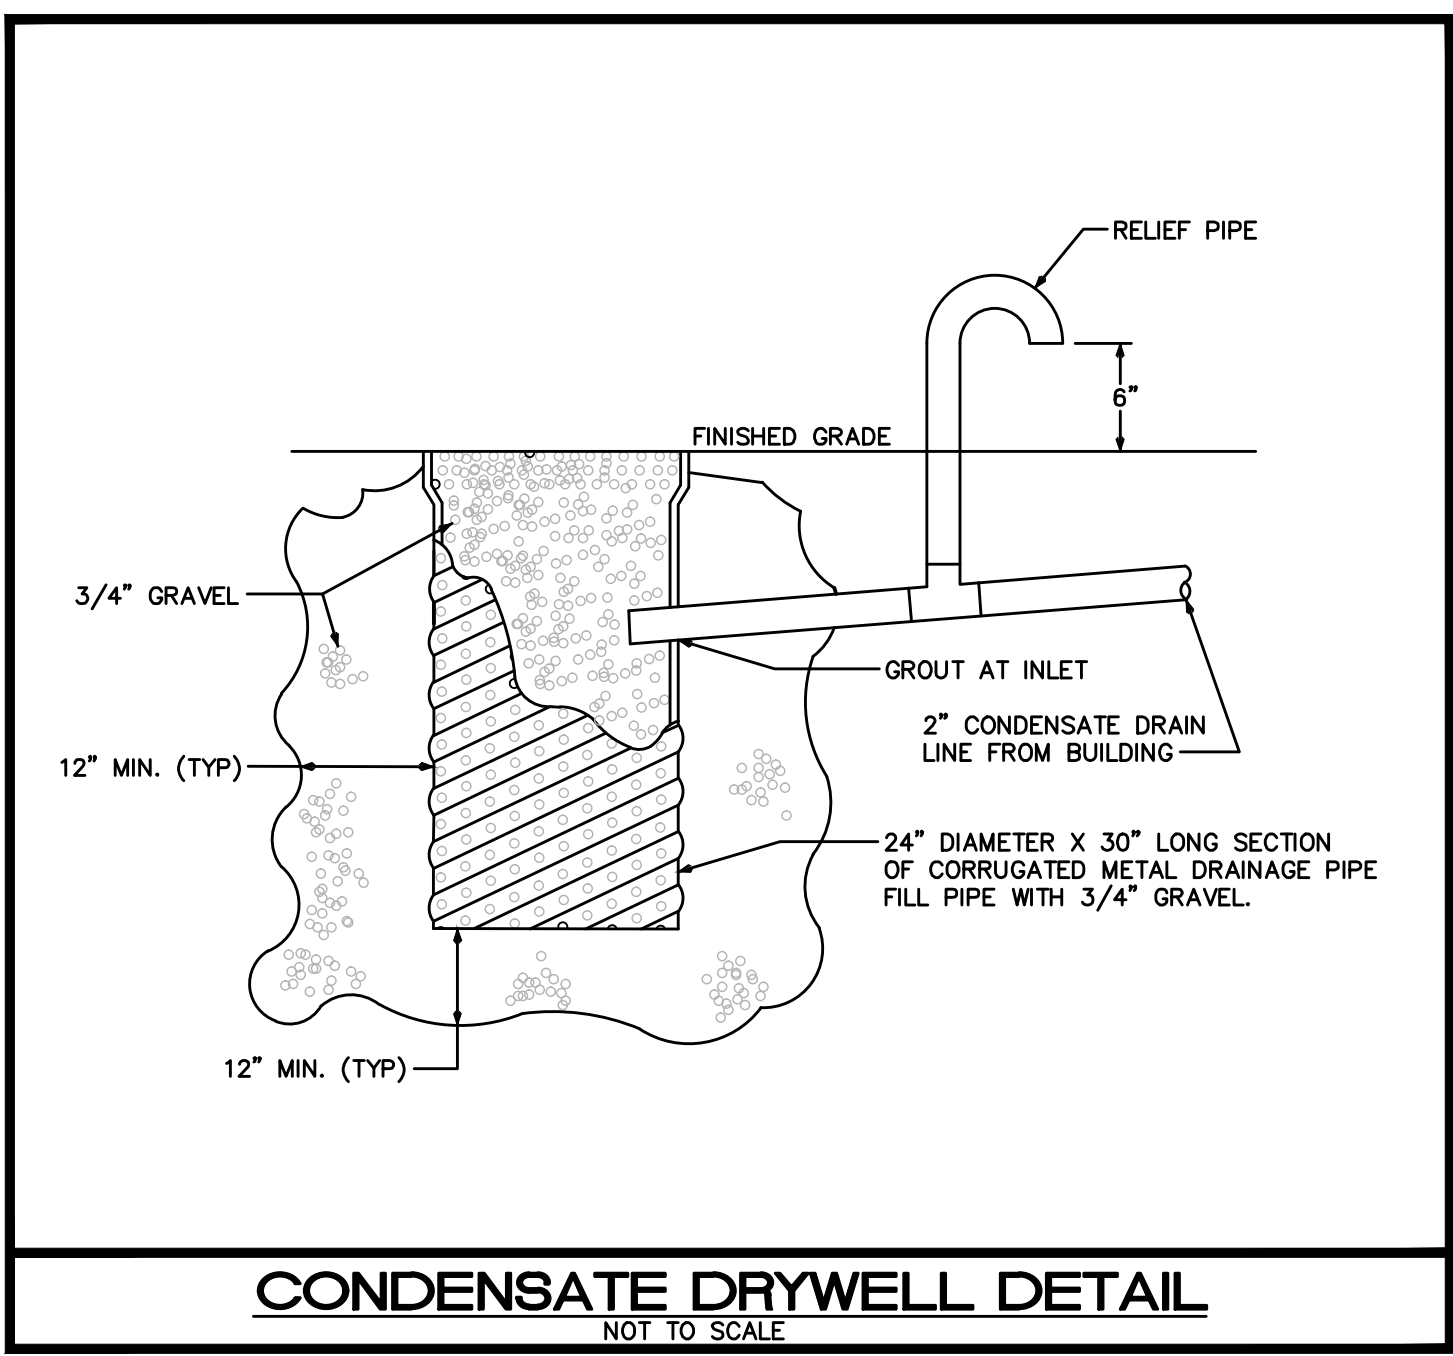 RELIEF PIPE
6”
FINISHED GRADE
3/4” GRAVEL
GROUT AT INLET
2” CONDENSATE DRAIN
LINE FROM BUILDING
12” MIN. (TYP)
24” DIAMETER X 30” LONG SECTION
OF CORRUGATED METAL DRAINAGE PIPE
FILL PIPE WITH 3/4” GRAVEL.
12” MIN. (TYP)
CONDENSATE DRYWELL DETAIL
NOT TO SCALE